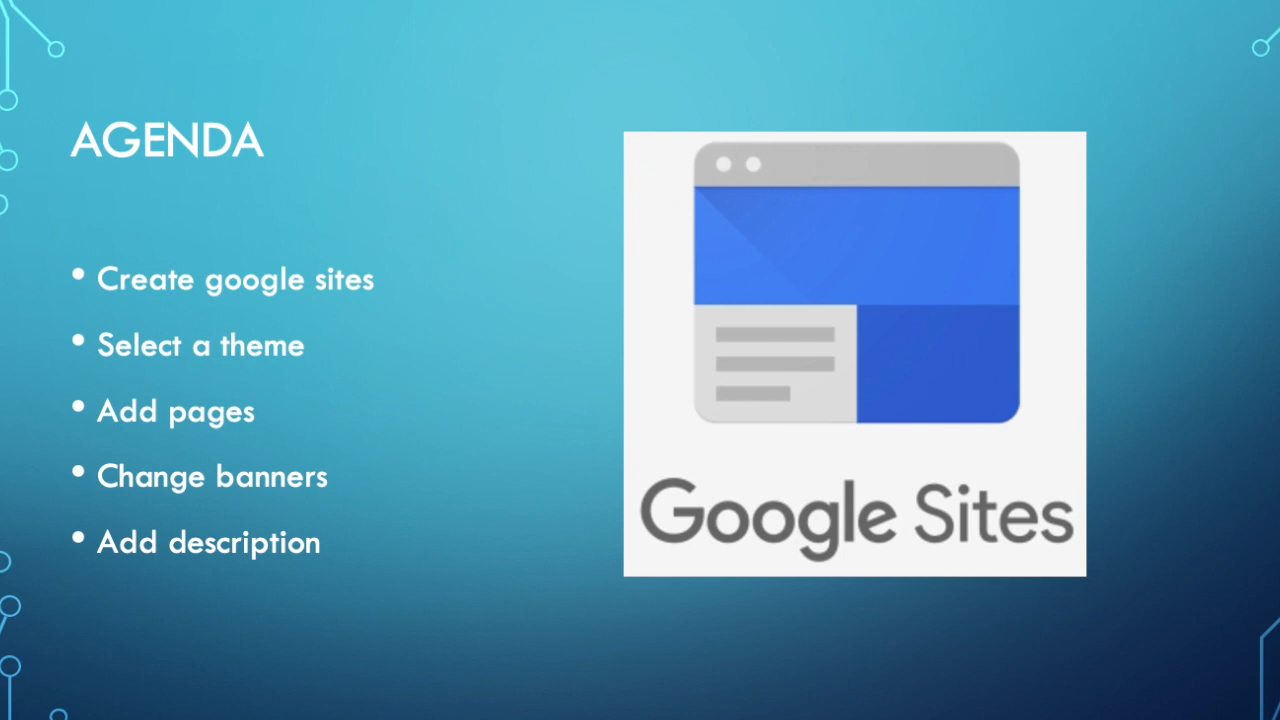 AGENDA
• Create google sites
• Select a theme
• Add pages
• Change banners
• Add description
Google Sites